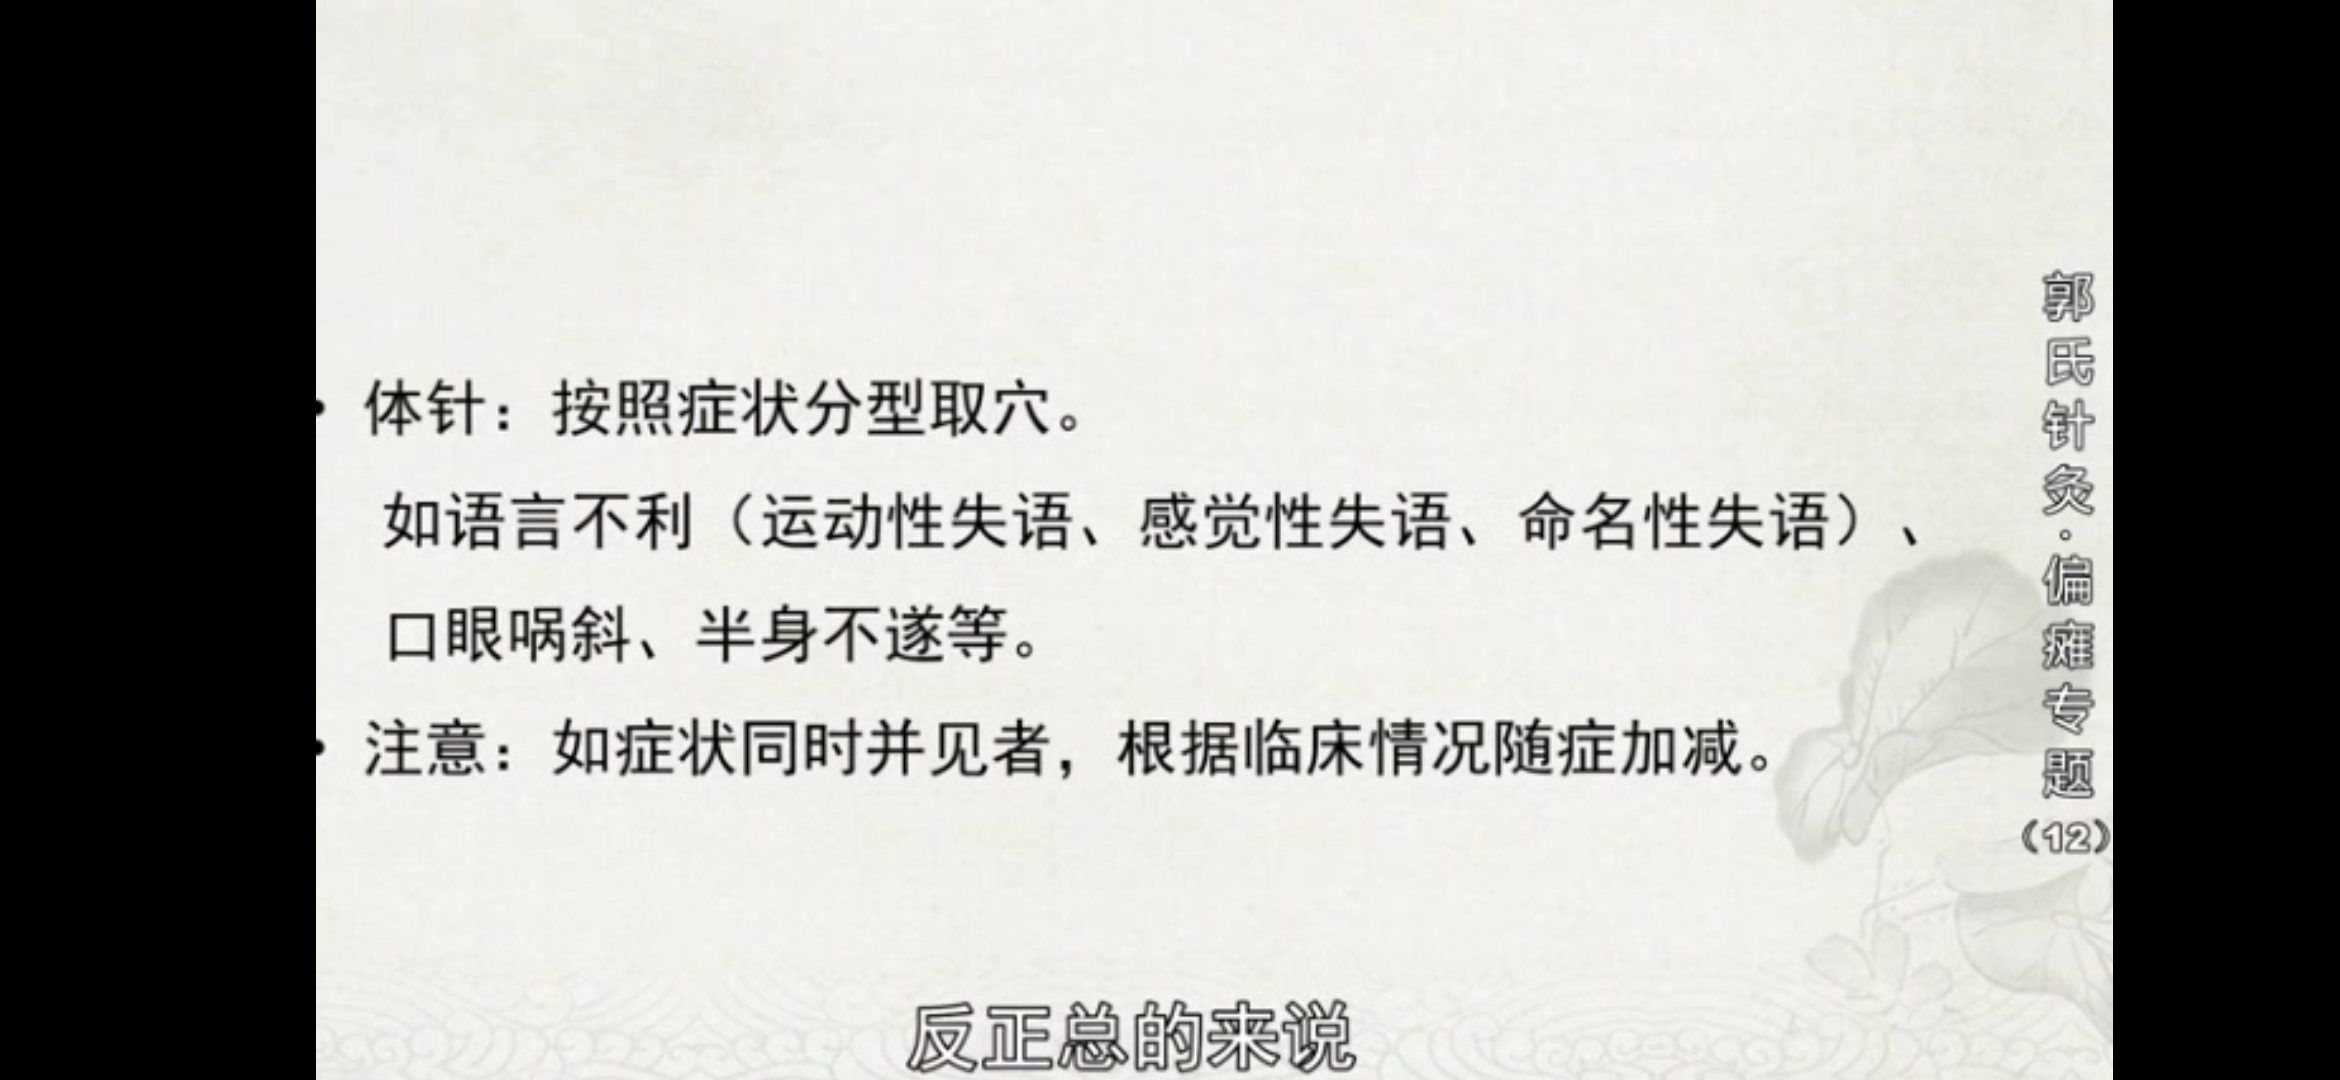 • 体针：按照症状分型取穴。
如语言不利（运动性失语、感觉性失语、命名性失语）、
口眼㖞斜、半身不遂等。
• 注意：如症状同时并见者，根据临床情况随症加减。
郭氏针灸·偏瘫专题（12）
反正总的来说